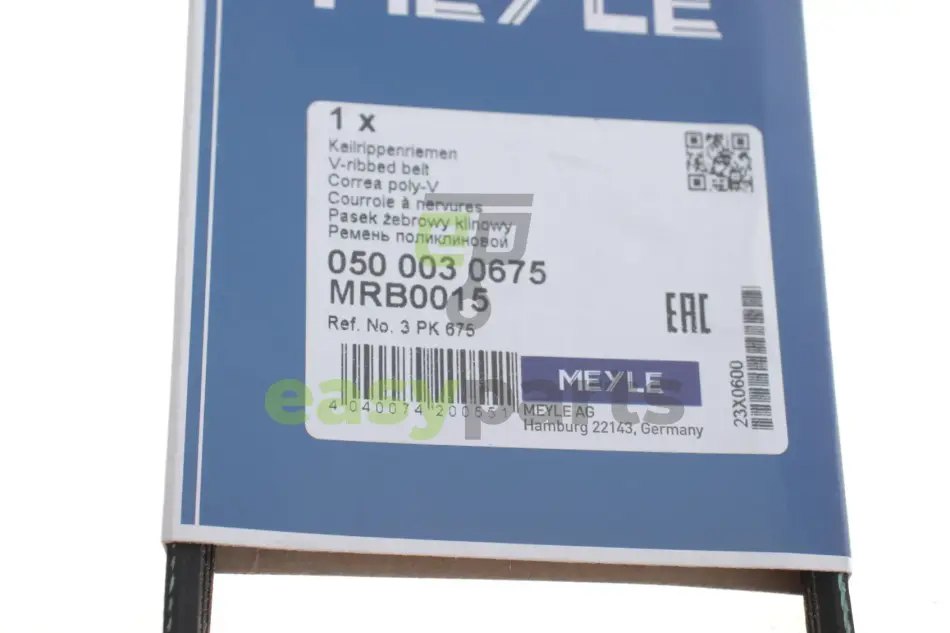 MEYLE
1 x
Keilrippenriemen
V-ribbed belt
Correa poly-V
Courroie à nervures
Pasek żebrowy klinowy
Ремень поликлиновой
050 003 0675
MRB0015
Ref. No. 3 PK 675
EAC
23X0600
MEYLE
4 040074 200551
MEYLE AG
Hamburg 22143, Germany
ep
easyparts